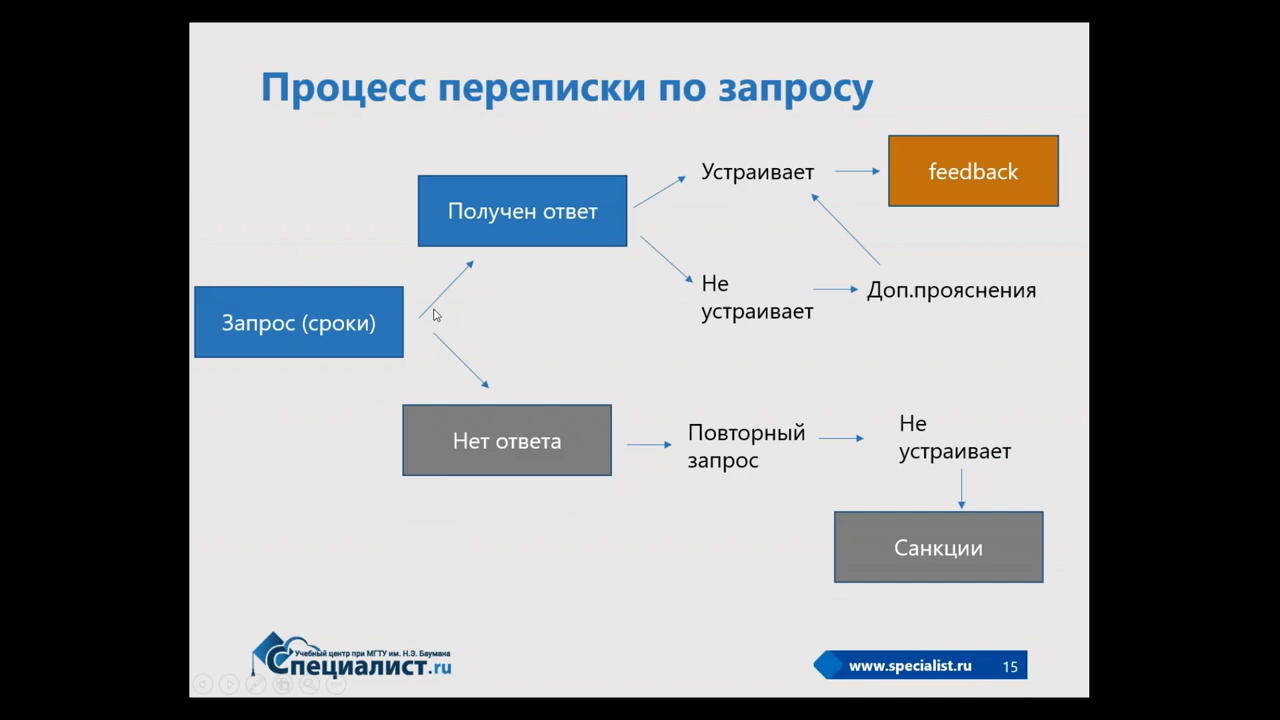 Процесс переписки по запросу
Устраивает
feedback
Получен ответ
Не
устраивает
Доп.прояснения
Запрос (сроки)
Нет ответа
Повторный
запрос
Не
устраивает
Санкции
Учебный центр при МГТУ им. Н.Э. Баумана
Специалист.ru
www.specialist.ru
15